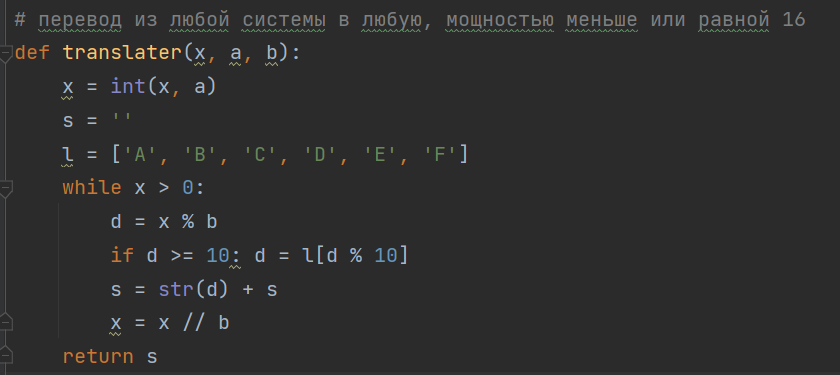 # перевод из любой системы в любую, мощностью меньше или равной 16
def translater(x, a, b):
    x = int(x, a)
    s = ''
    l = ['A', 'B', 'C', 'D', 'E', 'F']
    while x > 0:
        d = x % b
        if d >= 10: d = l[d % 10]
        s = str(d) + s
        x = x // b
    return s